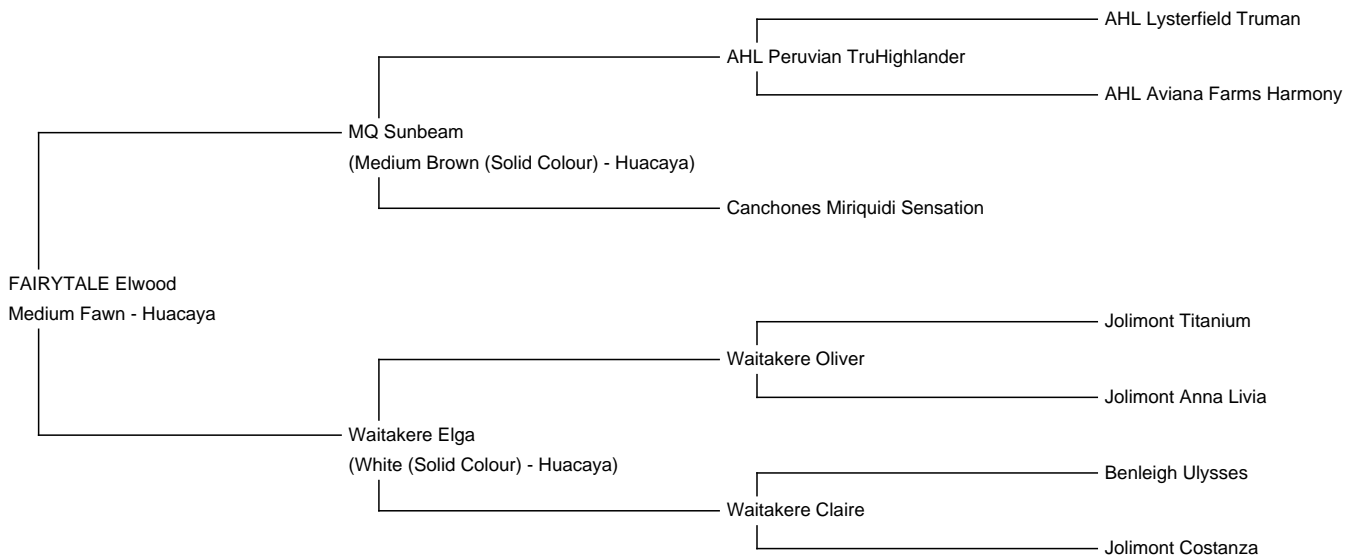 AHL Lysterfield Truman
AHL Peruvian TruHighlander
AHL Aviana Farms Harmony
MQ Sunbeam
(Medium Brown (Solid Colour) - Huacaya)
Canchones Miriquidi Sensation
FAIRYTALE Elwood
Medium Fawn - Huacaya
Jolimont Titanium
Waitakere Oliver
Jolimont Anna Livia
Waitakere Elga
(White (Solid Colour) - Huacaya)
Benleigh Ulysses
Waitakere Claire
Jolimont Costanza